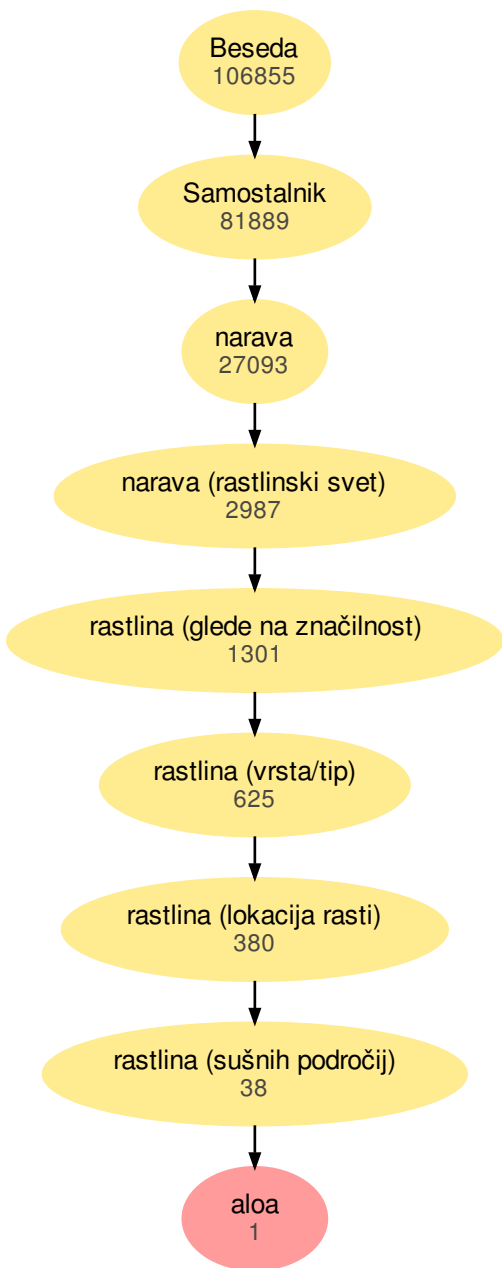 Beseda
106855
Samostalnik
81889
narava
27093
narava (rastlinski svet)
2987
rastlina (glede na značilnost)
1301
rastlina (vrsta/tip)
625
rastlina (lokacija rasti)
380
rastlina (sušnih področij)
38
aloa
1